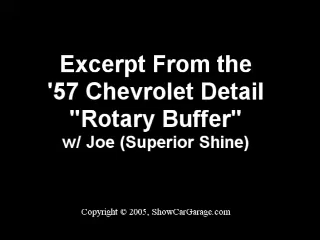 Excerpt From the
'57 Chevrolet Detail
"Rotary Buffer"
w/ Joe (Superior Shine)
Copyright © 2005, ShowCarGarage.com